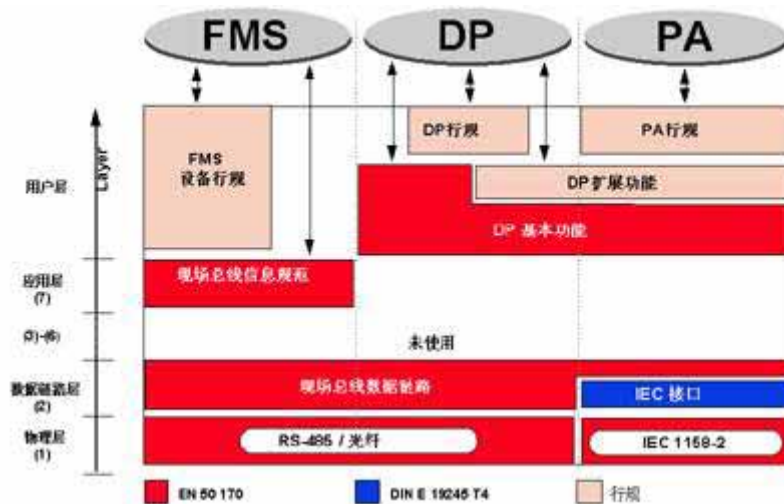 FMS
DP
PA
Layer
用户层
FMS
设备行规
DP行规
PA行规
DP扩展功能
DP 基本功能
应用层
(7)
现场总线信息规范
(3)-(6)
未使用
数据链路层
(2)
现场总线数据链路
IEC 接口
物理层
(1)
RS-485 / 光纤
IEC 1158-2
EN 50 170
DIN E 19245 T4
行规